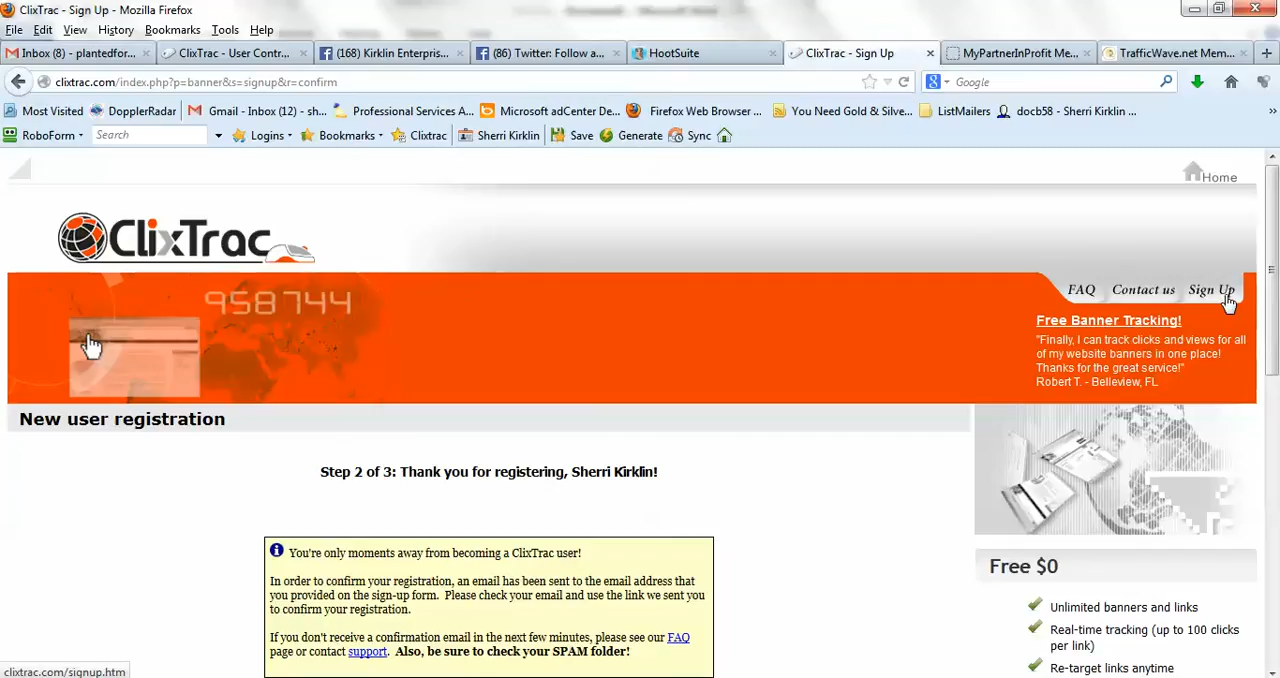 ClixTrac - Sign Up - Mozilla Firefox
File Edit View History Bookmarks Tools Help
Inbox (8) - plantedfor... × ClixTrac - User Contr... × (168) Kirklin Enterpris... × (86) Twitter: Follow a... × HootSuite × ClixTrac - Sign Up × MyPartnerInProfit Me... × TrafficWave.net Mem... × +
clixtrac.com/index.php?p=banner&s=signup&r=confirm Google
Most Visited DopplerRadar Gmail - Inbox (12) - sh... Professional Services A... Microsoft adCenter De... Firefox Web Browser ... You Need Gold & Silve... ListMailers docb58 - Sherri Kirklin ... »
RoboForm Search Logins Bookmarks Clixtrac Sherri Kirklin Save Generate Sync
Home
ClixTrac
958744
FAQ Contact us Sign Up
Free Banner Tracking!
"Finally, I can track clicks and views for all
of my website banners in one place!
Thanks for the great service!"
Robert T. - Belleview, FL
New user registration
Step 2 of 3: Thank you for registering, Sherri Kirklin!
You're only moments away from becoming a ClixTrac user!
In order to confirm your registration, an email has been sent to the email address that
you provided on the sign-up form. Please check your email and use the link we sent you
to confirm your registration.
If you don't receive a confirmation email in the next few minutes, please see our FAQ
page or contact support. Also, be sure to check your SPAM folder!
Free $0
Unlimited banners and links
Real-time tracking (up to 100 clicks
per link)
Re-target links anytime
clixtrac.com/signup.htm